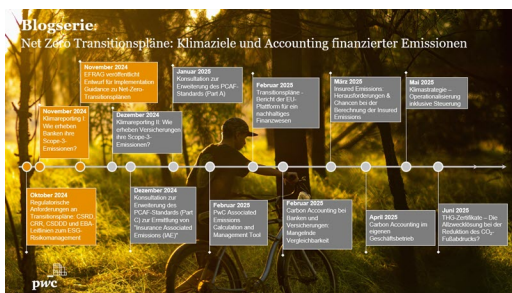 Blogserie
Net Zero Transitionspläne: Klimaziele und Accounting finanzierter Emissionen
November 2024
EFRAG veröffentlicht
Entwurf für Implementation
Guidance zu Net-Zero-
Transitionsplänen
Januar 2025
Konsultation zur
Erweiterung des PCAF-
Standards (Part A)
Februar 2025
Transitionspläne -
Bericht der EU-
Plattform für ein
nachhaltiges
Finanzwesen
März 2025
Insured Emissions:
Herausforderungen &
Chancen bei der
Berechnung der Insured
Emissions
Mai 2025
Klimastrategie –
Operationalisierung
inklusive Steuerung
November 2024
Klimareporting I: Wie
erheben Banken ihre
Scope-3-
Emissionen?
Dezember 2024
Klimareporting II: Wie
erheben Versicherungen
ihre Scope-3-
Emissionen?
Oktober 2024
Regulatorische
Anforderungen an
Transitionspläne: CSRD,
CRR, CSDDD und EBA-
Leitlinien zum ESG-
Risikomanagement
Dezember 2024
Konsultation zur
Erweiterung des
PCAF-Standards (Part
C) zur Ermittlung von
"Insurance Associated
Emissions (IAE)"
Februar 2025
PwC Associated
Emissions
Calculation and
Management Tool
Februar 2025
Carbon Accounting bei
Banken und
Versicherungen:
Mangelnde
Vergleichbarkeit
April 2025
Carbon Accounting im
eigenen
Geschäftsbetrieb
Juni 2025
THG-Zertifikate – Die
Allzwecklösung bei der
Reduktion des CO2-
Fußabdrucks?
pwc